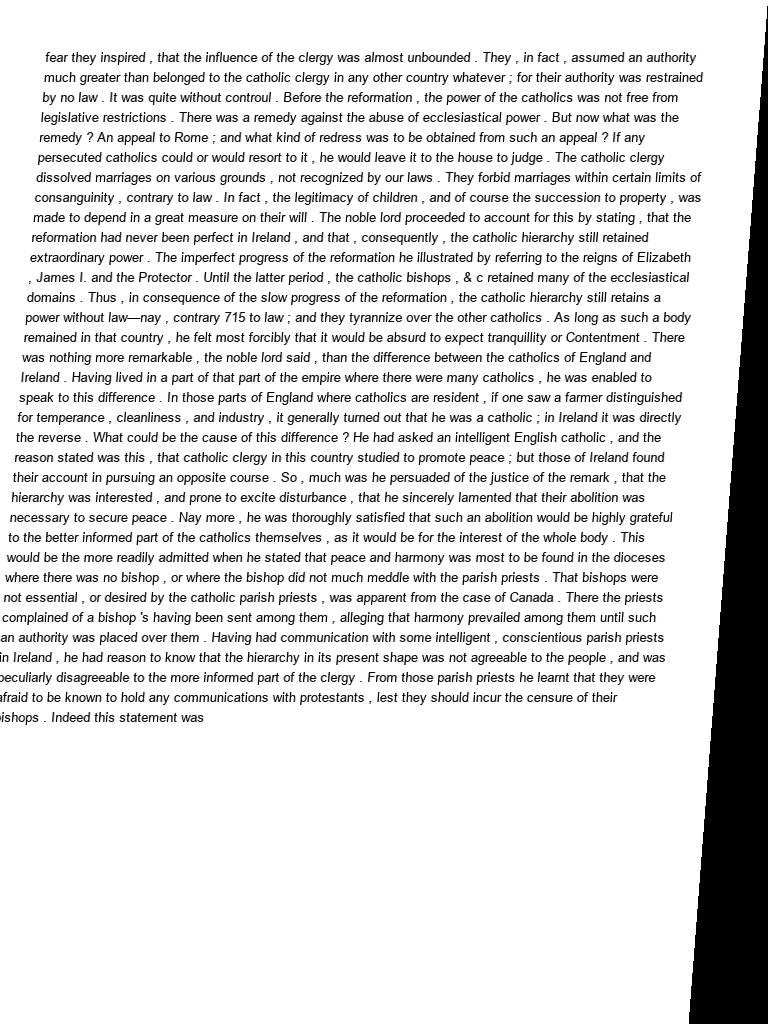 fear they inspired , that the influence of the clergy was almost unbounded . They , in fact , assumed an authority
much greater than belonged to the catholic clergy in any other country whatever ; for their authority was restrained
by no law . It was quite without controul . Before the reformation , the power of the catholics was not free from
legislative restrictions . There was a remedy against the abuse of ecclesiastical power . But now what was the
remedy ? An appeal to Rome ; and what kind of redress was to be obtained from such an appeal ? If any
persecuted catholics could or would resort to it , he would leave it to the house to judge . The catholic clergy
dissolved marriages on various grounds , not recognized by our laws . They forbid marriages within certain limits of
consanguinity , contrary to law . In fact , the legitimacy of children , and of course the succession to property , was
made to depend in a great measure on their will . The noble lord proceeded to account for this by stating , that the
reformation had never been perfect in Ireland , and that , consequently , the catholic hierarchy still retained
extraordinary power . The imperfect progress of the reformation he illustrated by referring to the reigns of Elizabeth
, James I. and the Protector . Until the latter period , the catholic bishops , & c retained many of the ecclesiastical
domains . Thus , in consequence of the slow progress of the reformation , the catholic hierarchy still retains a
power without law—nay , contrary 715 to law ; and they tyrannize over the other catholics . As long as such a body
remained in that country , he felt most forcibly that it would be absurd to expect tranquillity or Contentment . There
was nothing more remarkable , the noble lord said , than the difference between the catholics of England and
Ireland . Having lived in a part of that part of the empire where there were many catholics , he was enabled to
speak to this difference . In those parts of England where catholics are resident , if one saw a farmer distinguished
for temperance , cleanliness , and industry , it generally turned out that he was a catholic ; in Ireland it was directly
the reverse . What could be the cause of this difference ? He had asked an intelligent English catholic , and the
reason stated was this , that catholic clergy in this country studied to promote peace ; but those of Ireland found
their account in pursuing an opposite course . So , much was he persuaded of the justice of the remark , that the
hierarchy was interested , and prone to excite disturbance , that he sincerely lamented that their abolition was
necessary to secure peace . Nay more , he was thoroughly satisfied that such an abolition would be highly grateful
to the better informed part of the catholics themselves , as it would be for the interest of the whole body . This
would be the more readily admitted when he stated that peace and harmony was most to be found in the dioceses
where there was no bishop , or where the bishop did not much meddle with the parish priests . That bishops were
not essential , or desired by the catholic parish priests , was apparent from the case of Canada . There the priests
complained of a bishop 's having been sent among them , alleging that harmony prevailed among them until such
an authority was placed over them . Having had communication with some intelligent , conscientious parish priests
in Ireland , he had reason to know that the hierarchy in its present shape was not agreeable to the people , and was
peculiarly disagreeable to the more informed part of the clergy . From those parish priests he learnt that they were
afraid to be known to hold any communications with protestants , lest they should incur the censure of their
bishops . Indeed this statement was